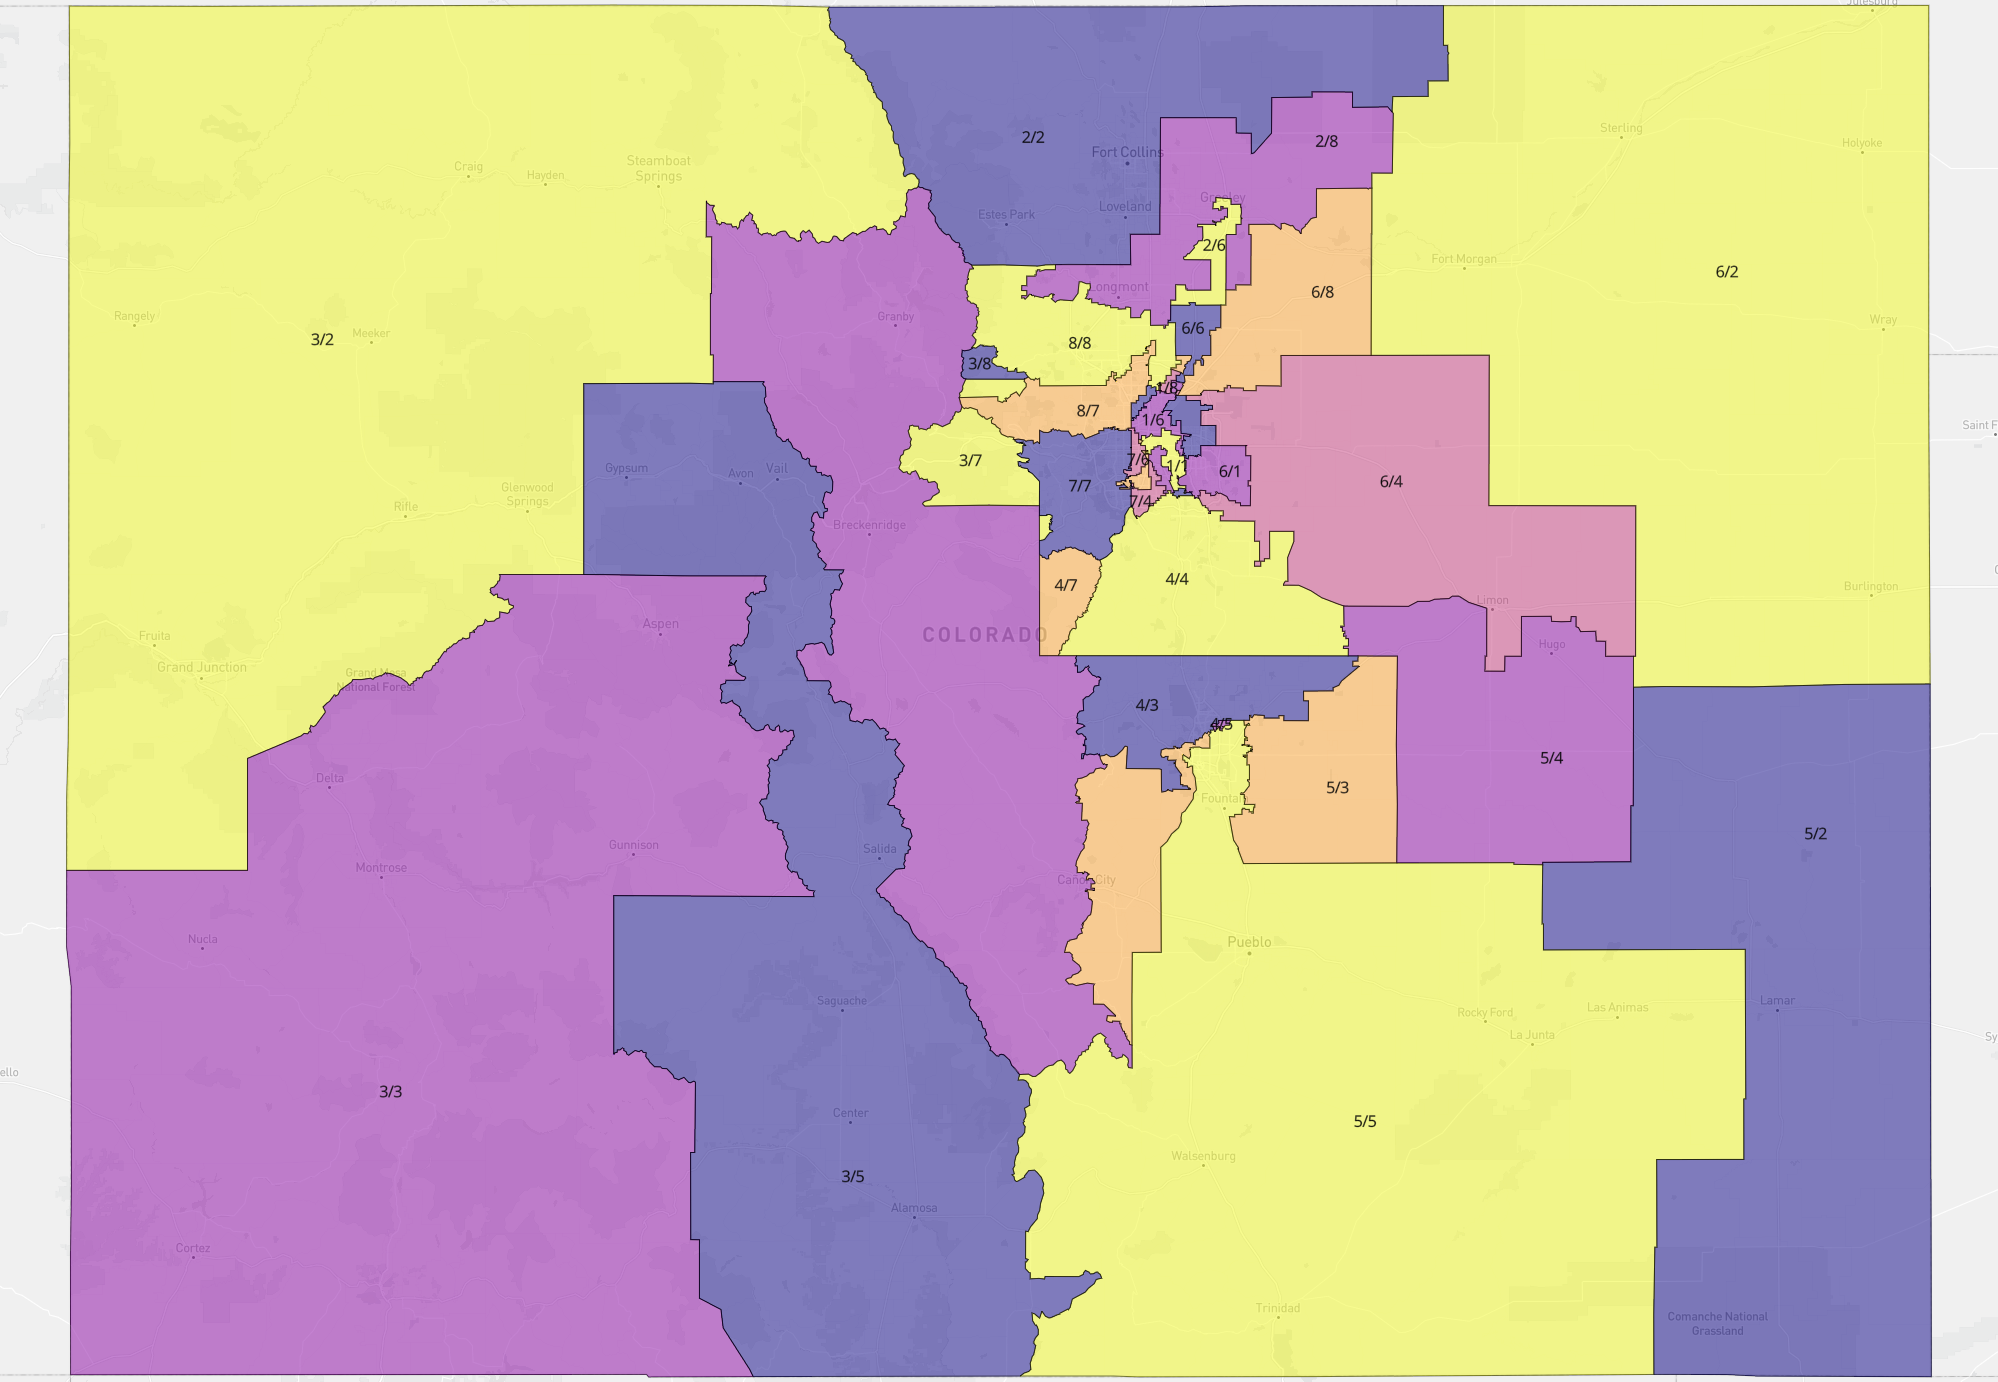 Julesburg
2/2
2/8
Fort Collins
Sterling
Holyoke
Craig
Hayden
Steamboat
Springs
Estes Park
Loveland
Greeley
2/6
Fort Morgan
6/2
Rangely
Meeker
3/2
Granby
Longmont
6/8
6/6
Wray
8/8
3/8
1/8
8/7
1/6
Saint F
Gypsum
Avon
Vail
3/7
7/6
1/1
6/1
6/4
7/7
7/4
Glenwood
Springs
Rifle
Breckenridge
4/7
4/4
Burlington
Limon
Fruita
Aspen
COLORADO
Hugo
Grand Junction
Grand Mesa
National Forest
4/3
4/5
5/4
Delta
5/3
Fountain
5/2
Gunnison
Salida
Montrose
Cañon City
Nucla
Pueblo
Saguache
Rocky Ford
Las Animas
Lamar
La Junta
Sy
ello
3/3
Center
5/5
Walsenburg
3/5
Alamosa
Cortez
Trinidad
Comanche National
Grassland